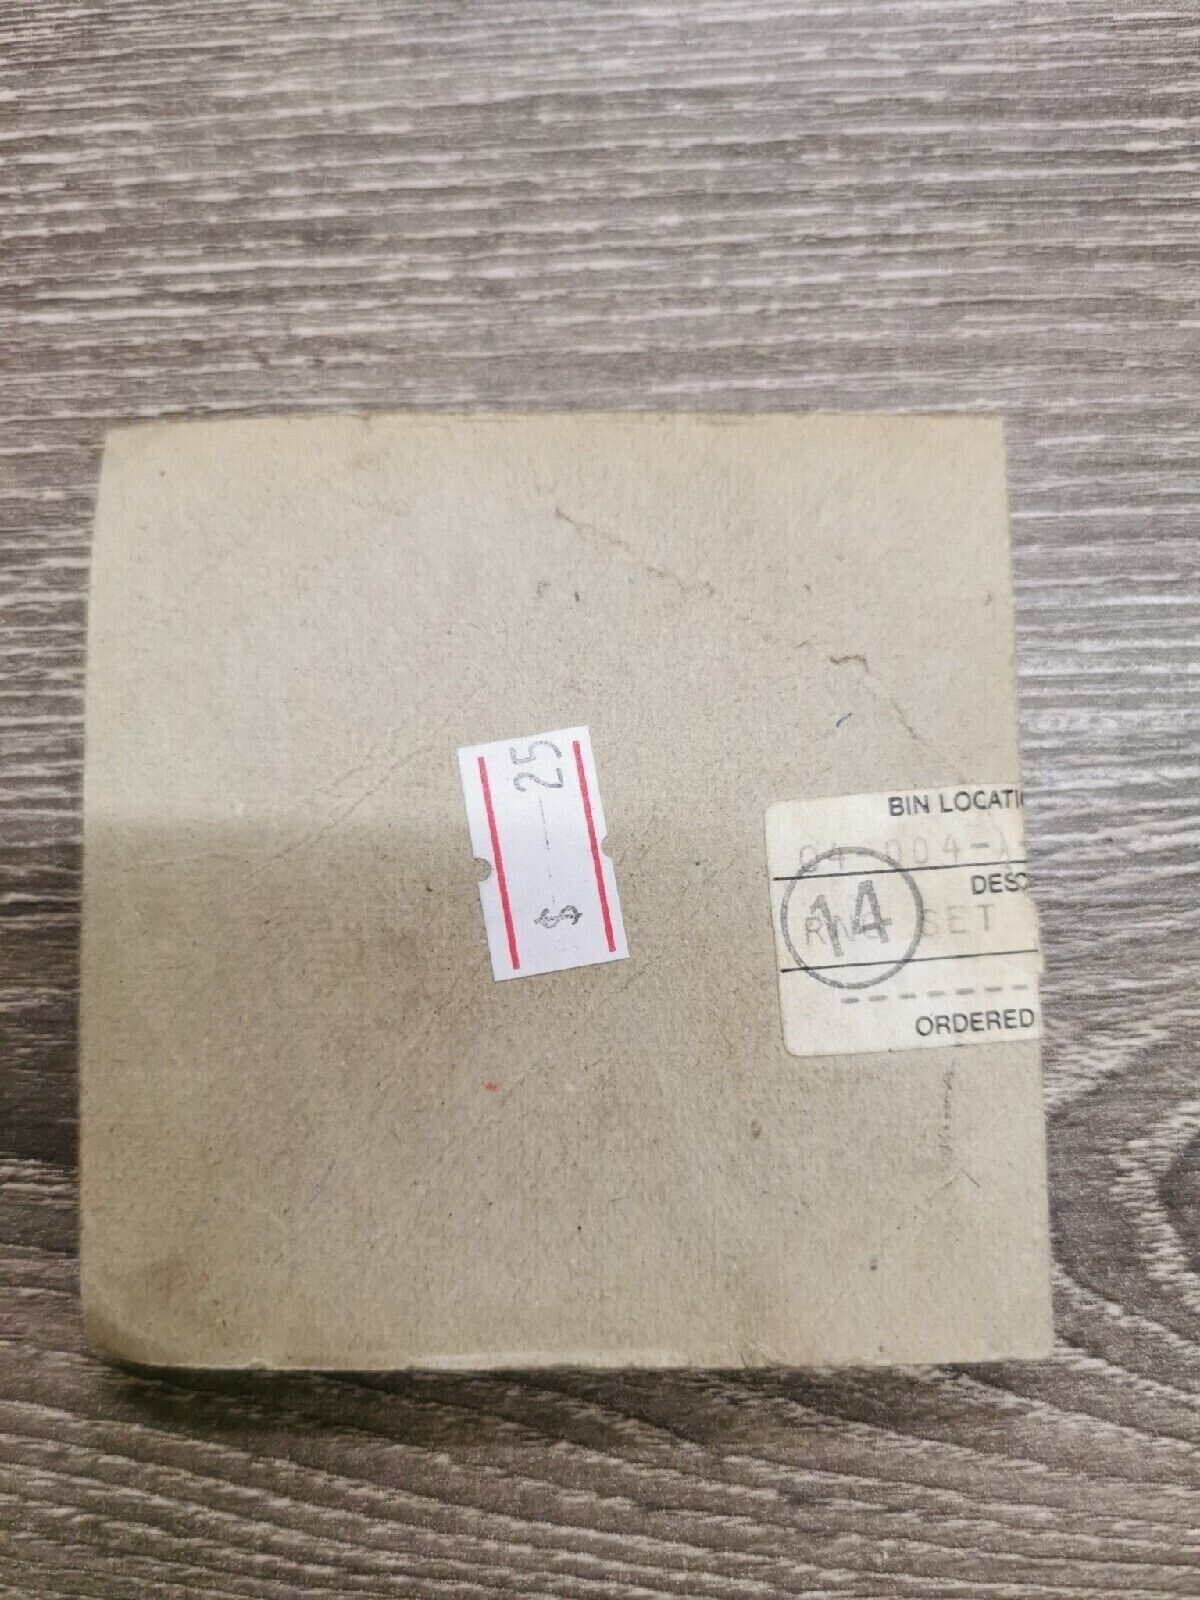 $ 25
BIN LOCATI
04-004-A
DESC
14
SET
ORDERED